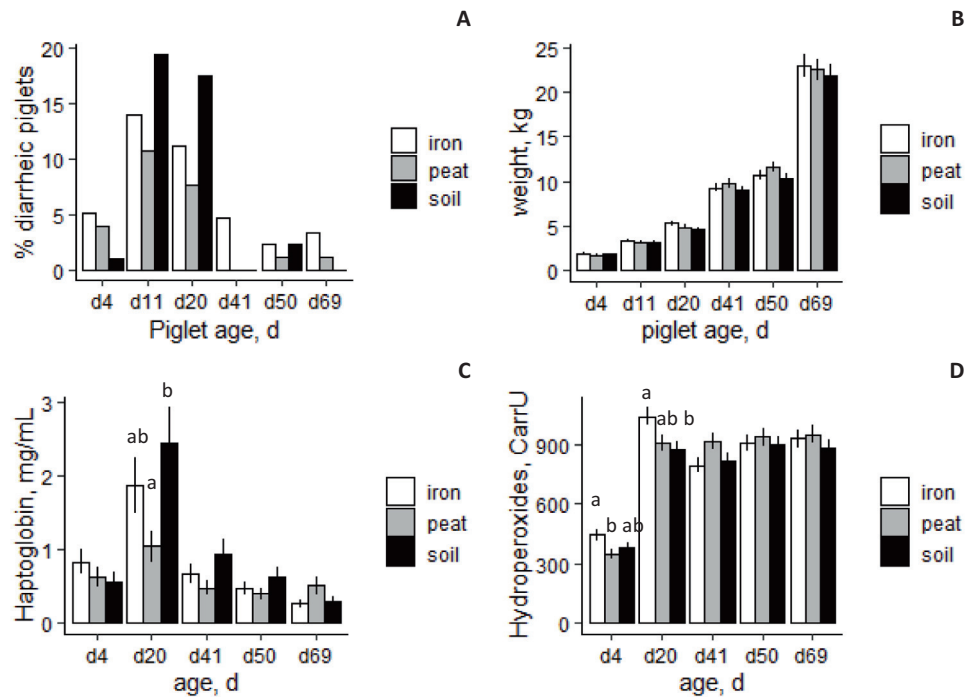 A
% diarrheic piglets
20
15
10
5
0
d4 d11 d20 d41 d50 d69
Piglet age, d
iron
peat
soil
B
weight, kg
25
20
15
10
5
0
d4 d11 d20 d41 d50 d69
piglet age, d
iron
peat
soil
C
Haptoglobin, mg/mL
3
2
1
0
ab a b
d4 d20 d41 d50 d69
age, d
iron
peat
soil
D
Hydroperoxides, CarrU
900
600
300
0
a b ab
a ab b
d4 d20 d41 d50 d69
age, d
iron
peat
soil